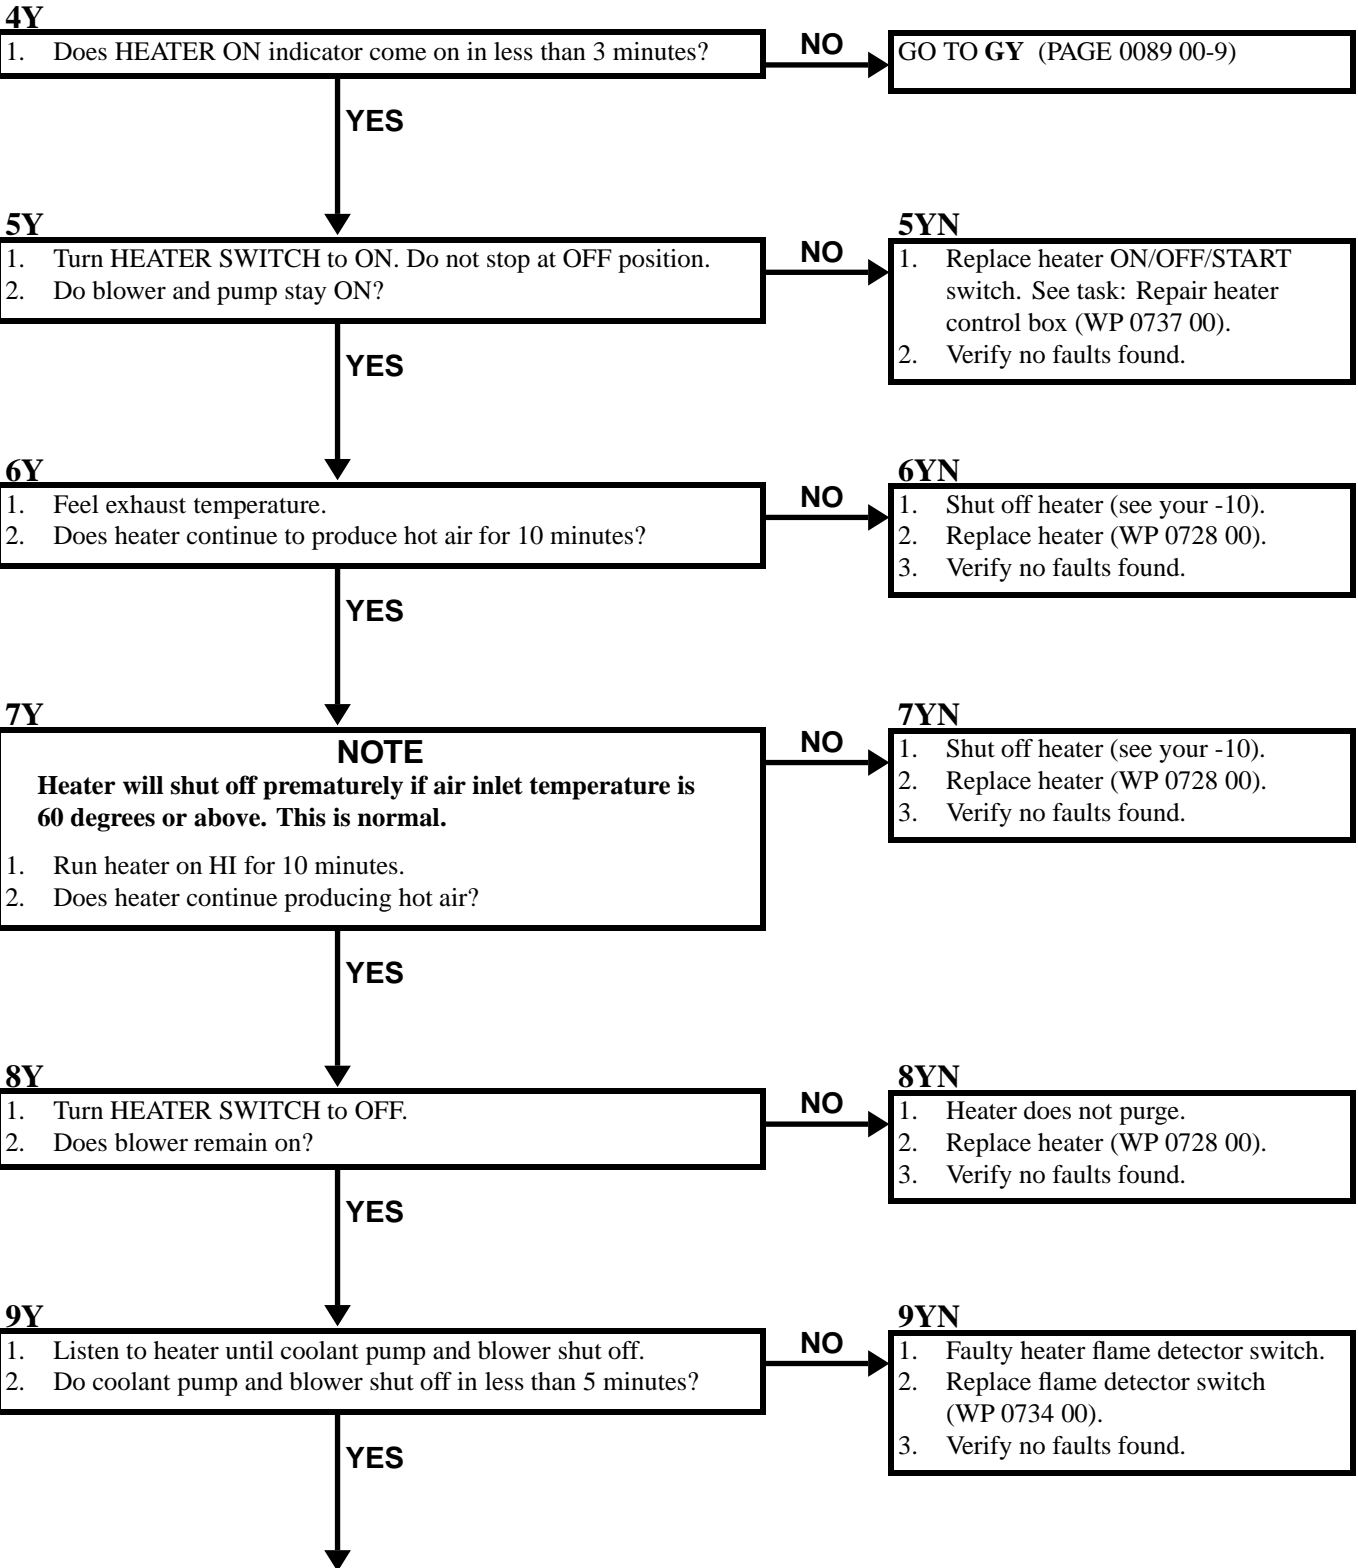 4Y
1. Does HEATER ON indicator come on in less than 3 minutes?
NO
GO TO GY (PAGE 0089 00-9)
YES
5Y
1. Turn HEATER SWITCH to ON. Do not stop at OFF position.
2. Do blower and pump stay ON?
NO
5YN
1. Replace heater ON/OFF/START
switch. See task: Repair heater
control box (WP 0737 00).
2. Verify no faults found.
YES
6Y
1. Feel exhaust temperature.
2. Does heater continue to produce hot air for 10 minutes?
NO
6YN
1. Shut off heater (see your -10).
2. Replace heater (WP 0728 00).
3. Verify no faults found.
YES
7Y
NOTE
Heater will shut off prematurely if air inlet temperature is
60 degrees or above. This is normal.
1. Run heater on HI for 10 minutes.
2. Does heater continue producing hot air?
NO
7YN
1. Shut off heater (see your -10).
2. Replace heater (WP 0728 00).
3. Verify no faults found.
YES
8Y
1. Turn HEATER SWITCH to OFF.
2. Does blower remain on?
NO
8YN
1. Heater does not purge.
2. Replace heater (WP 0728 00).
3. Verify no faults found.
YES
9Y
1. Listen to heater until coolant pump and blower shut off.
2. Do coolant pump and blower shut off in less than 5 minutes?
NO
9YN
1. Faulty heater flame detector switch.
2. Replace flame detector switch
(WP 0734 00).
3. Verify no faults found.
YES